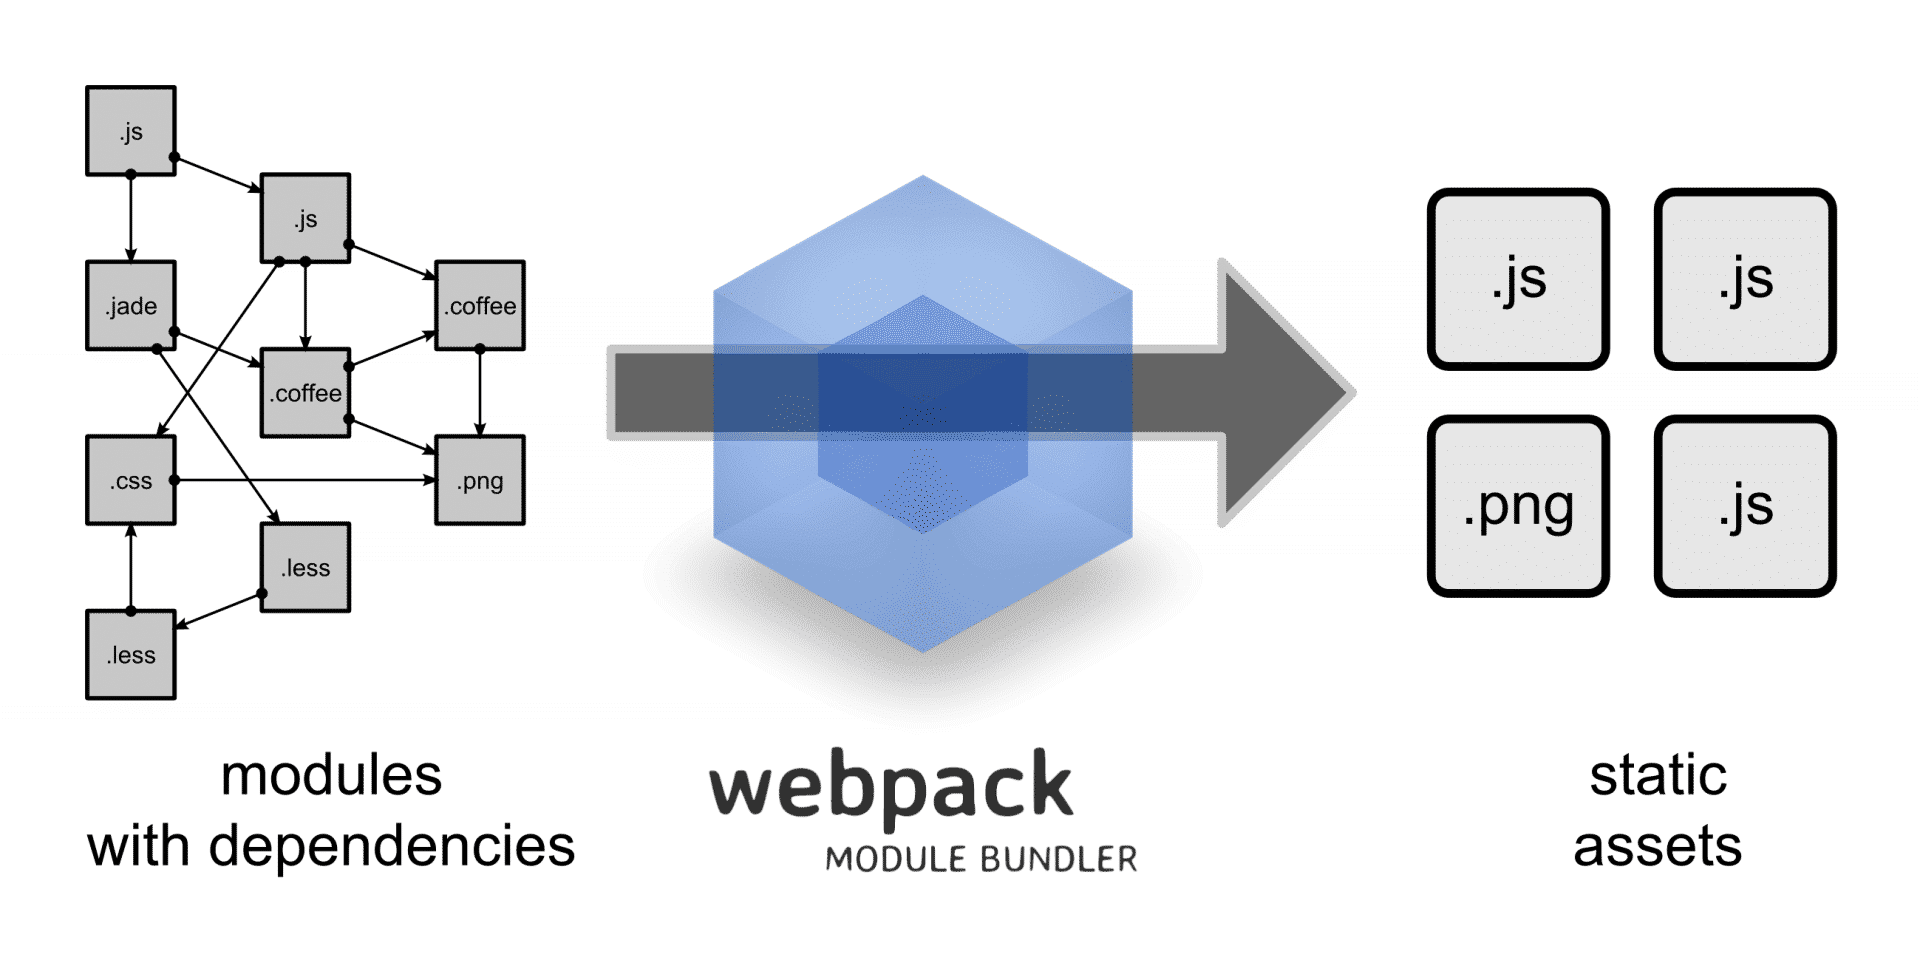 .js
.js
.jade
.coffee
.coffee
.css
.png
.less
.less
modules
with dependencies
webpack
MODULE BUNDLER
.js
.js
.png
.js
static
assets